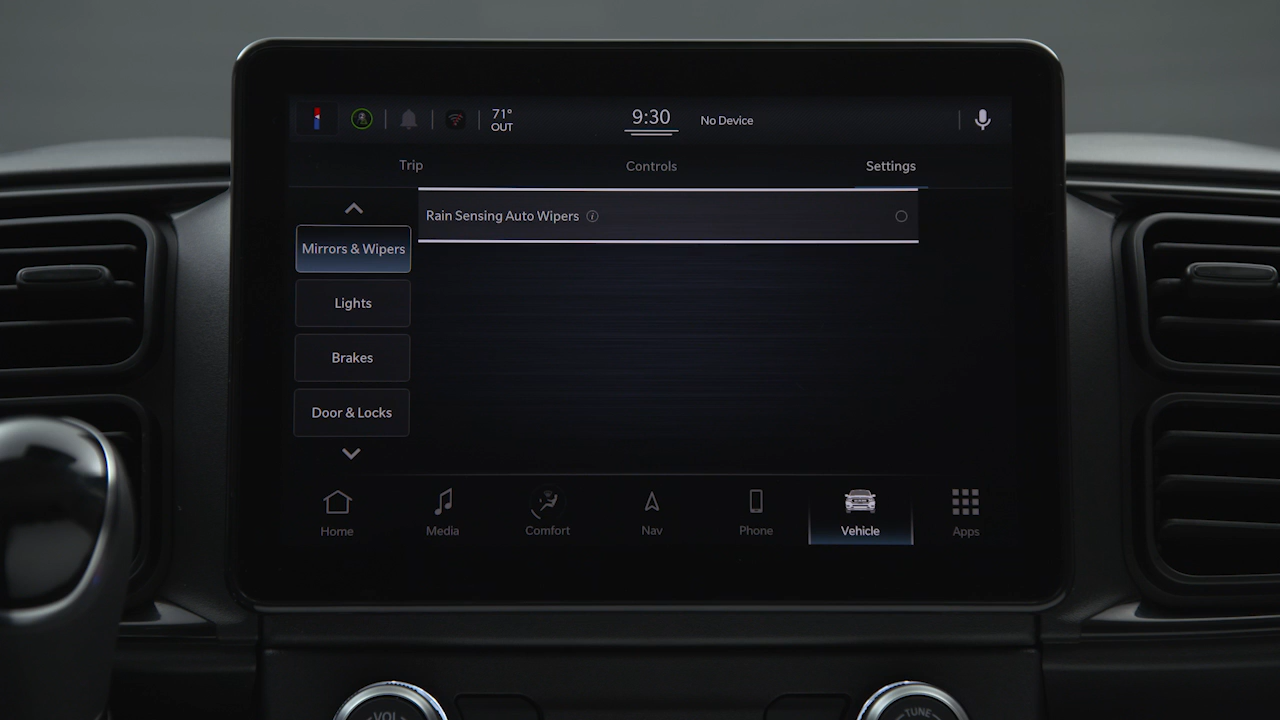 71°
OUT
9:30
No Device
Trip
Controls
Settings
Rain Sensing Auto Wipers
Mirrors & Wipers
Lights
Brakes
Door & Locks
Home
Media
Comfort
Nav
Phone
Vehicle
Apps
VOL
TUNE